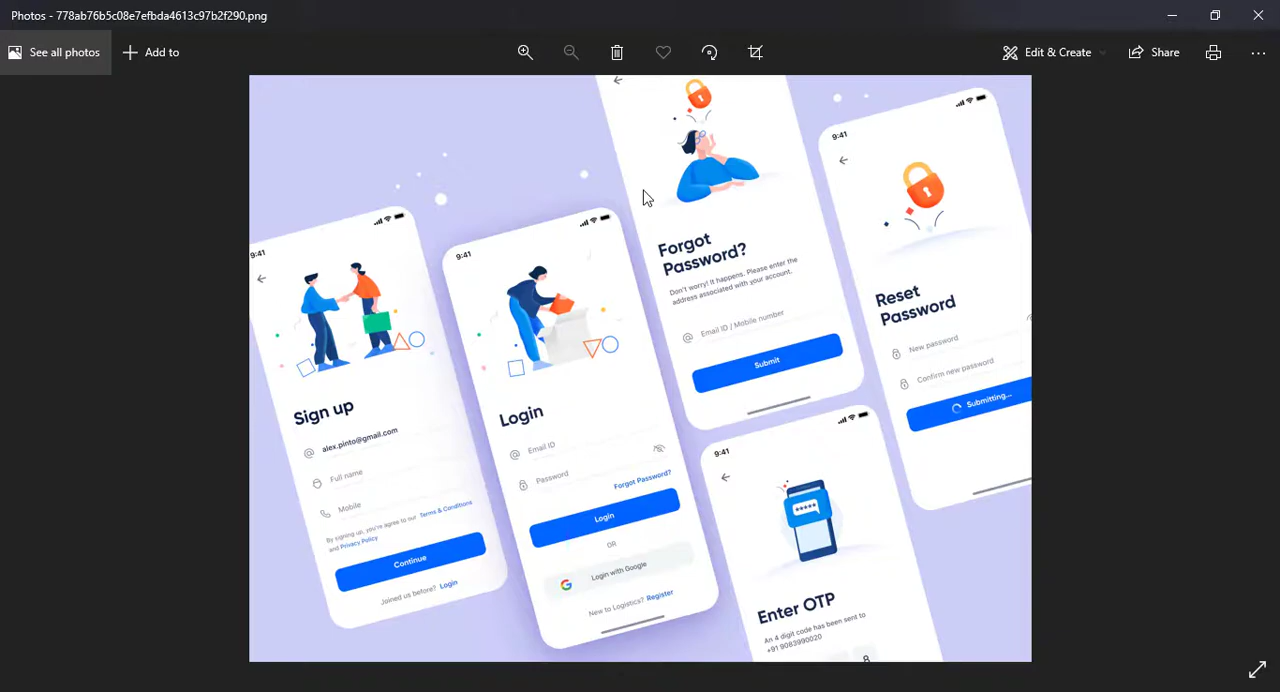 Photos - 778ab76b5c08e7efbda4613c97b2f290.png
See all photos
Add to
Edit & Create
Share
9:41
Sign up
alex.pinto@gmail.com
Full name
Mobile
By signing up, you're agree to our Terms & Conditions
and Privacy Policy
Continue
Joined us before? Login
9:41
Login
Email ID
Password
Forgot Password?
Login
OR
Login with Google
New to Logistics? Register
Forgot
Password?
Don't worry! It happens. Please enter the
address associated with your account.
Email ID / Mobile number
Submit
9:41
Enter OTP
An 4 digit code has been sent to
+91 9083990020
8
9:41
Reset
Password
New password
Confirm new password
Submitting...